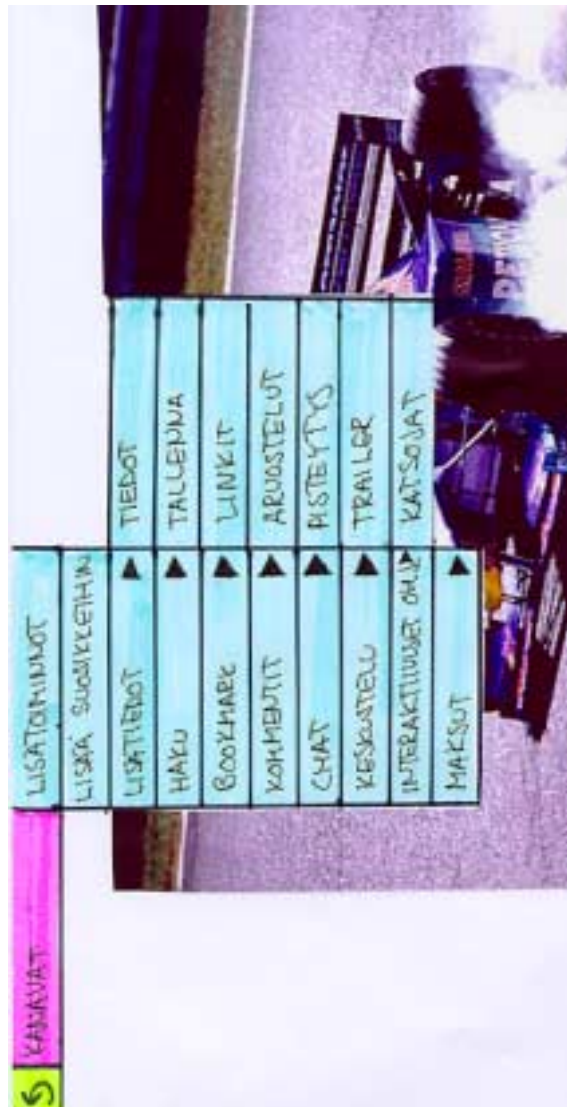 KANAVAT
LISÄTOIMINNOT
LISÄÄ SUOSIKKEIHIN
LISÄTIEDOT
HAKU
BOOKMARK
KOMMENTIT
CHAT
KESKUSTELU
INTERAKTIIVISET OHJ.
MAKSUT
TIEDOT
TALLENNA
LINKIT
ARVOSTELUT
PISTEYTYS
TRAILER
KATSOJAT